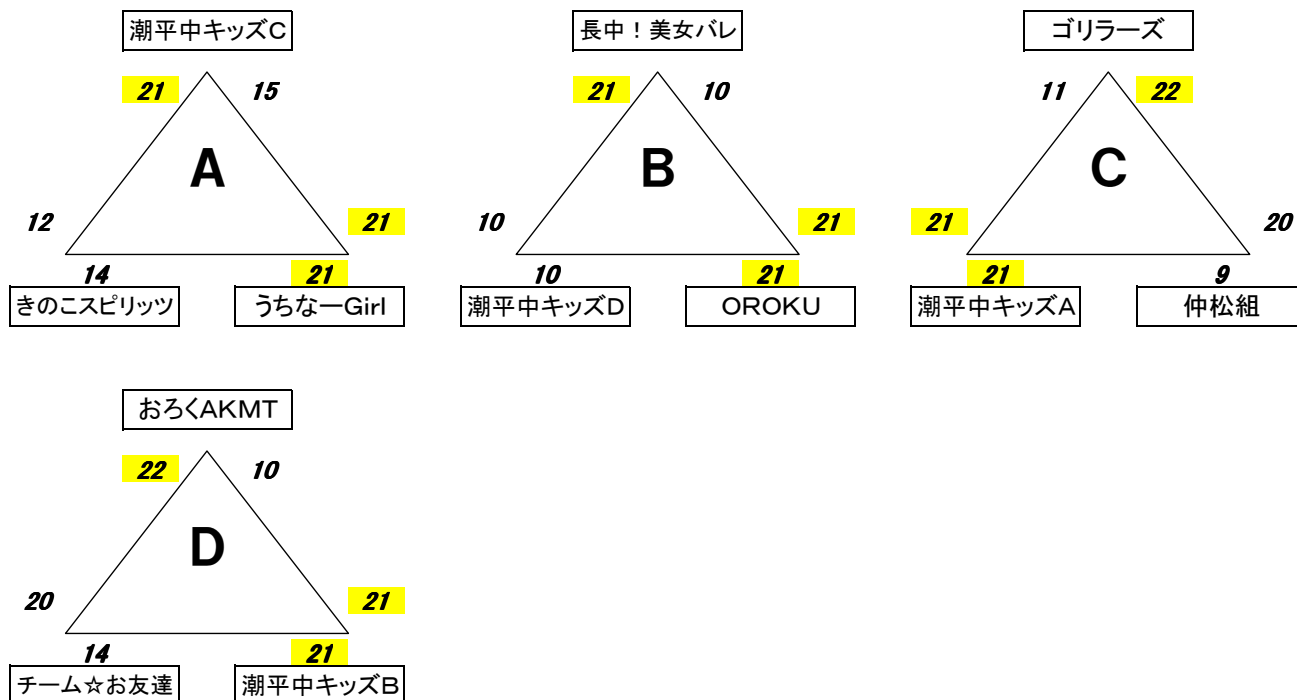 潮平中キッズC 長中！美女バレ ゴリラーズ
21 15 21 10 11 22
A B C
12 21 10 21 21 20
14 21 10 21 21 9
きのこスピリッツ うちなーGirl 潮平中キッズD OROKU 潮平中キッズA 仲松組
おろくAKMT
22 10
D
20 21
14 21
チーム☆お友達 潮平中キッズB